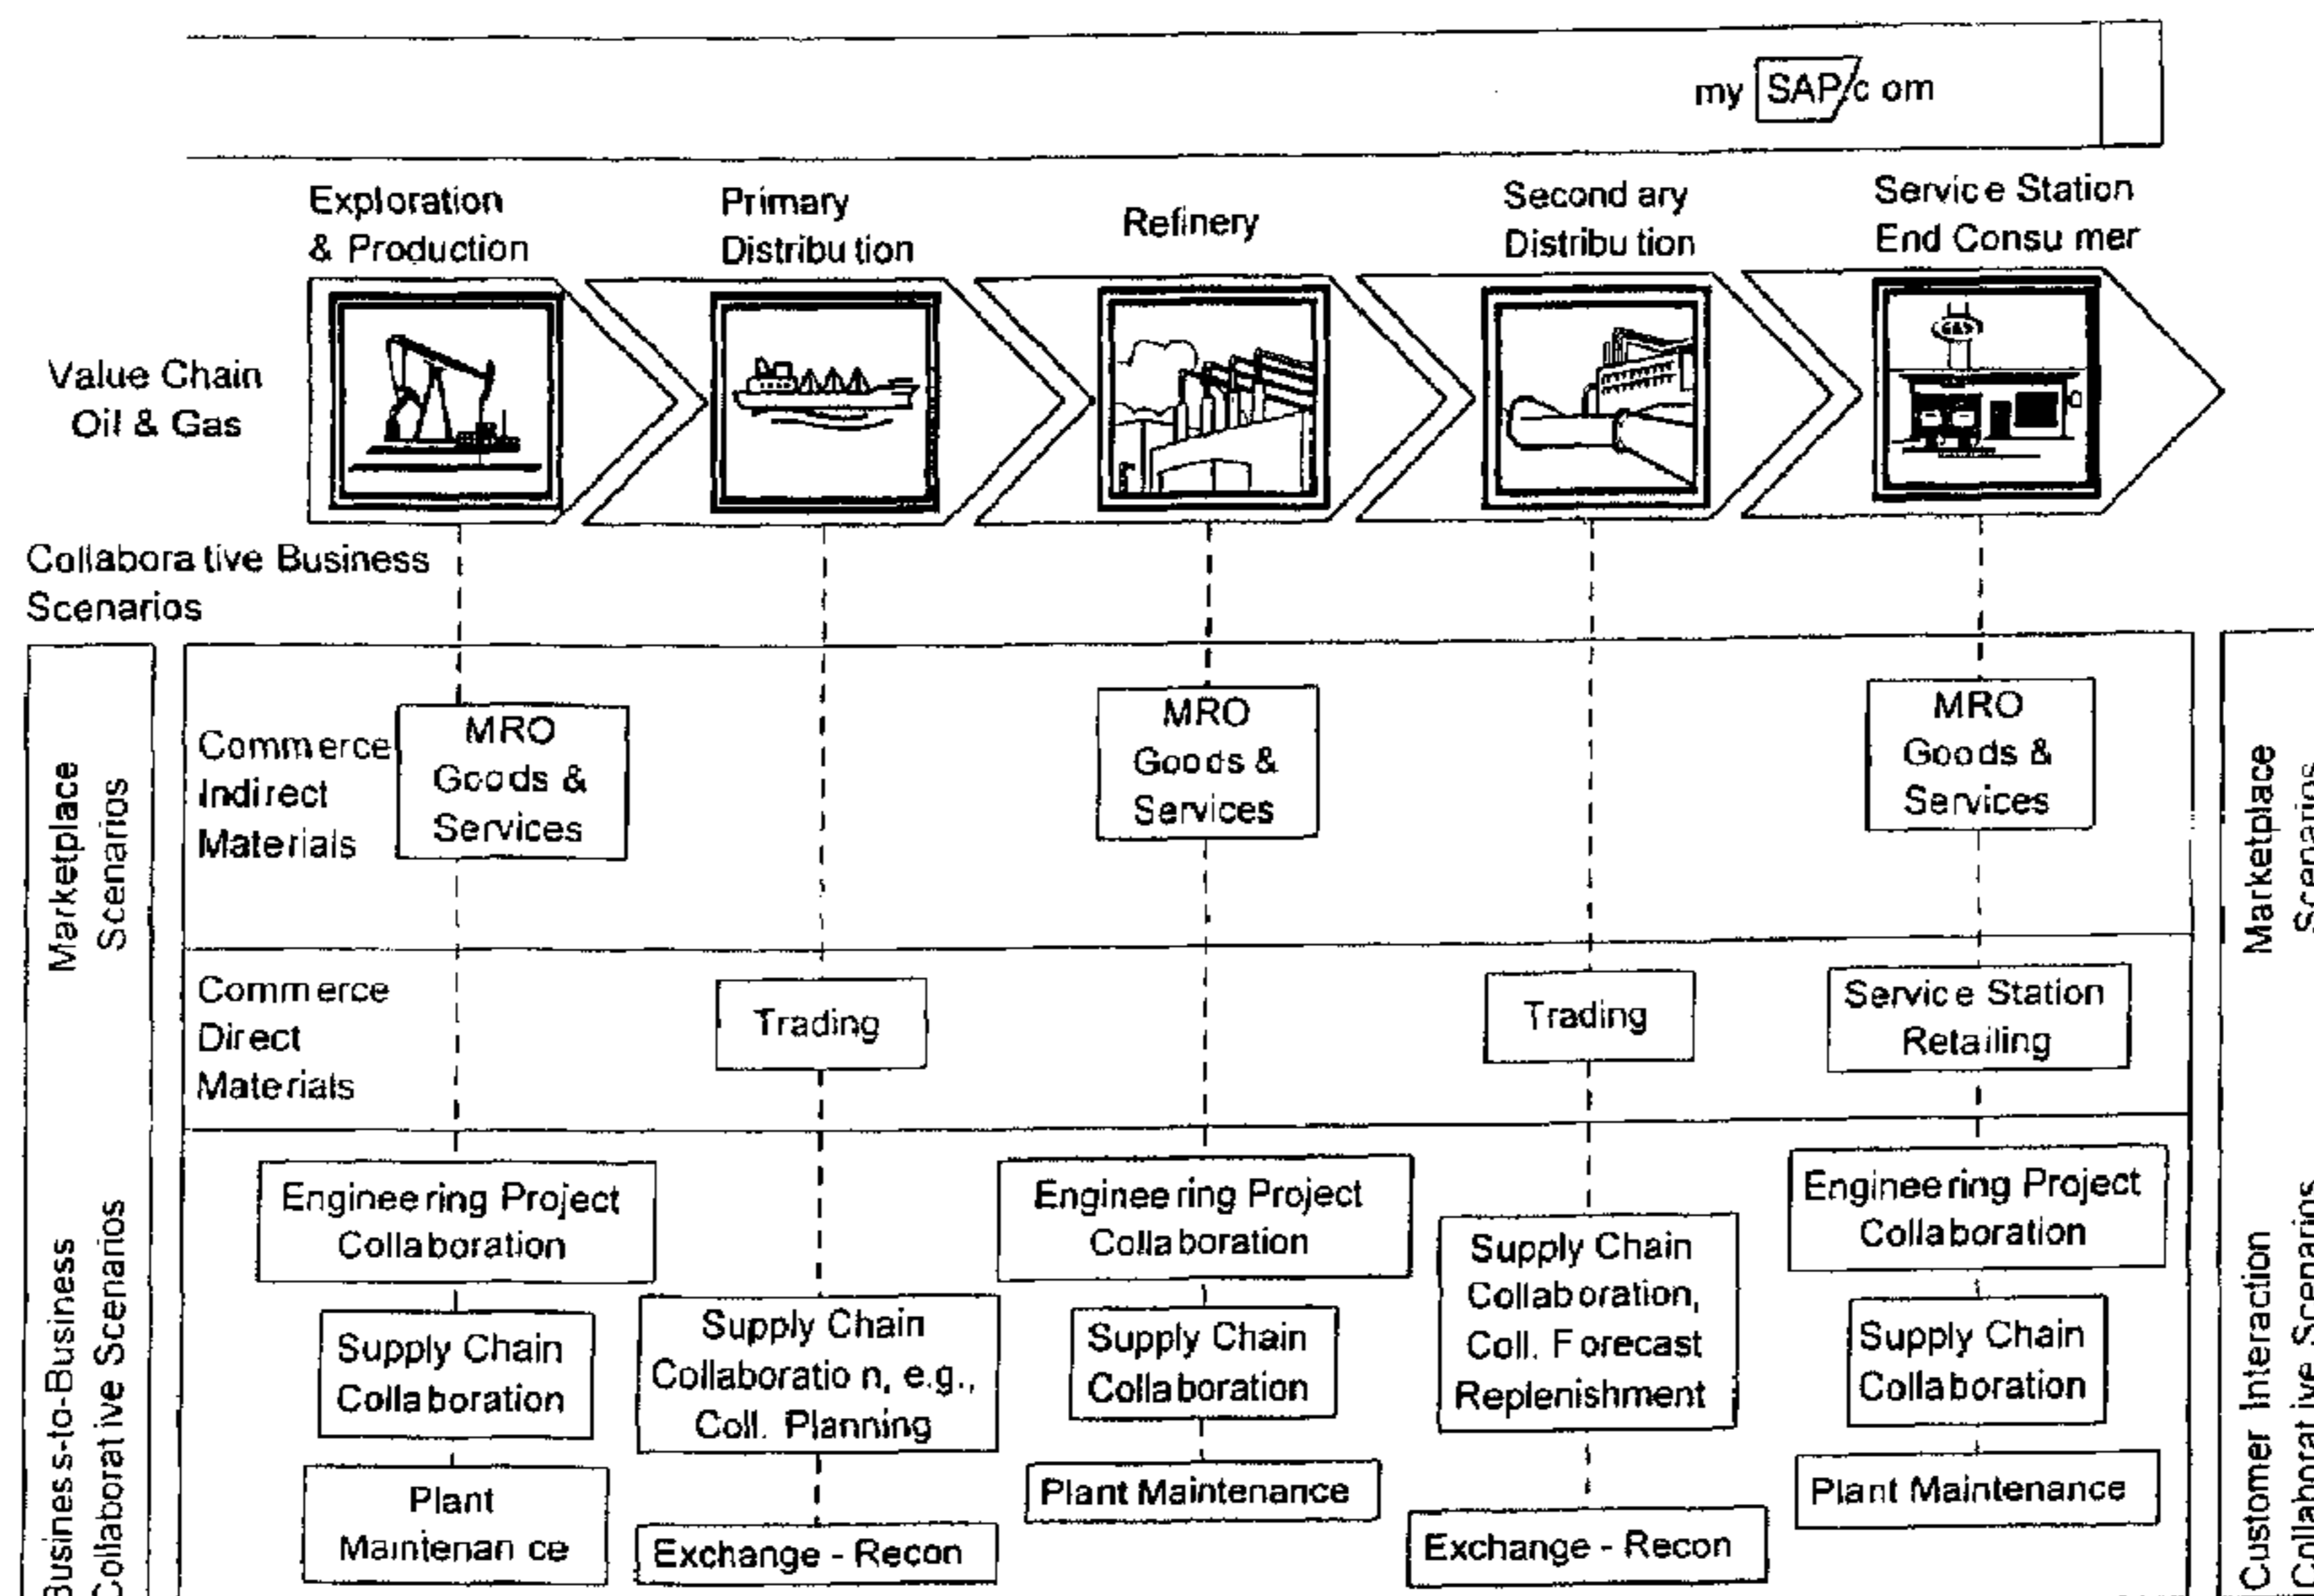 my SAP.com
Exploration
& Production
Primary
Distribution
Refinery
Secondary
Distribution
Service Station
End Consumer
Value Chain
Oil & Gas
GAS
Collaborative Business
Scenarios
Marketplace
Scenarios
Commerce
Indirect
Materials
MRO
Goods &
Services
MRO
Goods &
Services
MRO
Goods &
Services
Marketplace
Scenarios
Commerce
Direct
Materials
Trading
Trading
Service Station
Retailing
Business-to-Business
Collaborative Scenarios
Engineering Project
Collaboration
Supply Chain
Collaboration
Plant
Maintenance
Supply Chain
Collaboration, e.g.,
Coll. Planning
Exchange - Recon
Engineering Project
Collaboration
Supply Chain
Collaboration
Plant Maintenance
Supply Chain
Collaboration,
Coll. Forecast
Replenishment
Exchange - Recon
Engineering Project
Collaboration
Supply Chain
Collaboration
Plant Maintenance
Customer Interaction
Collaborative Scenarios